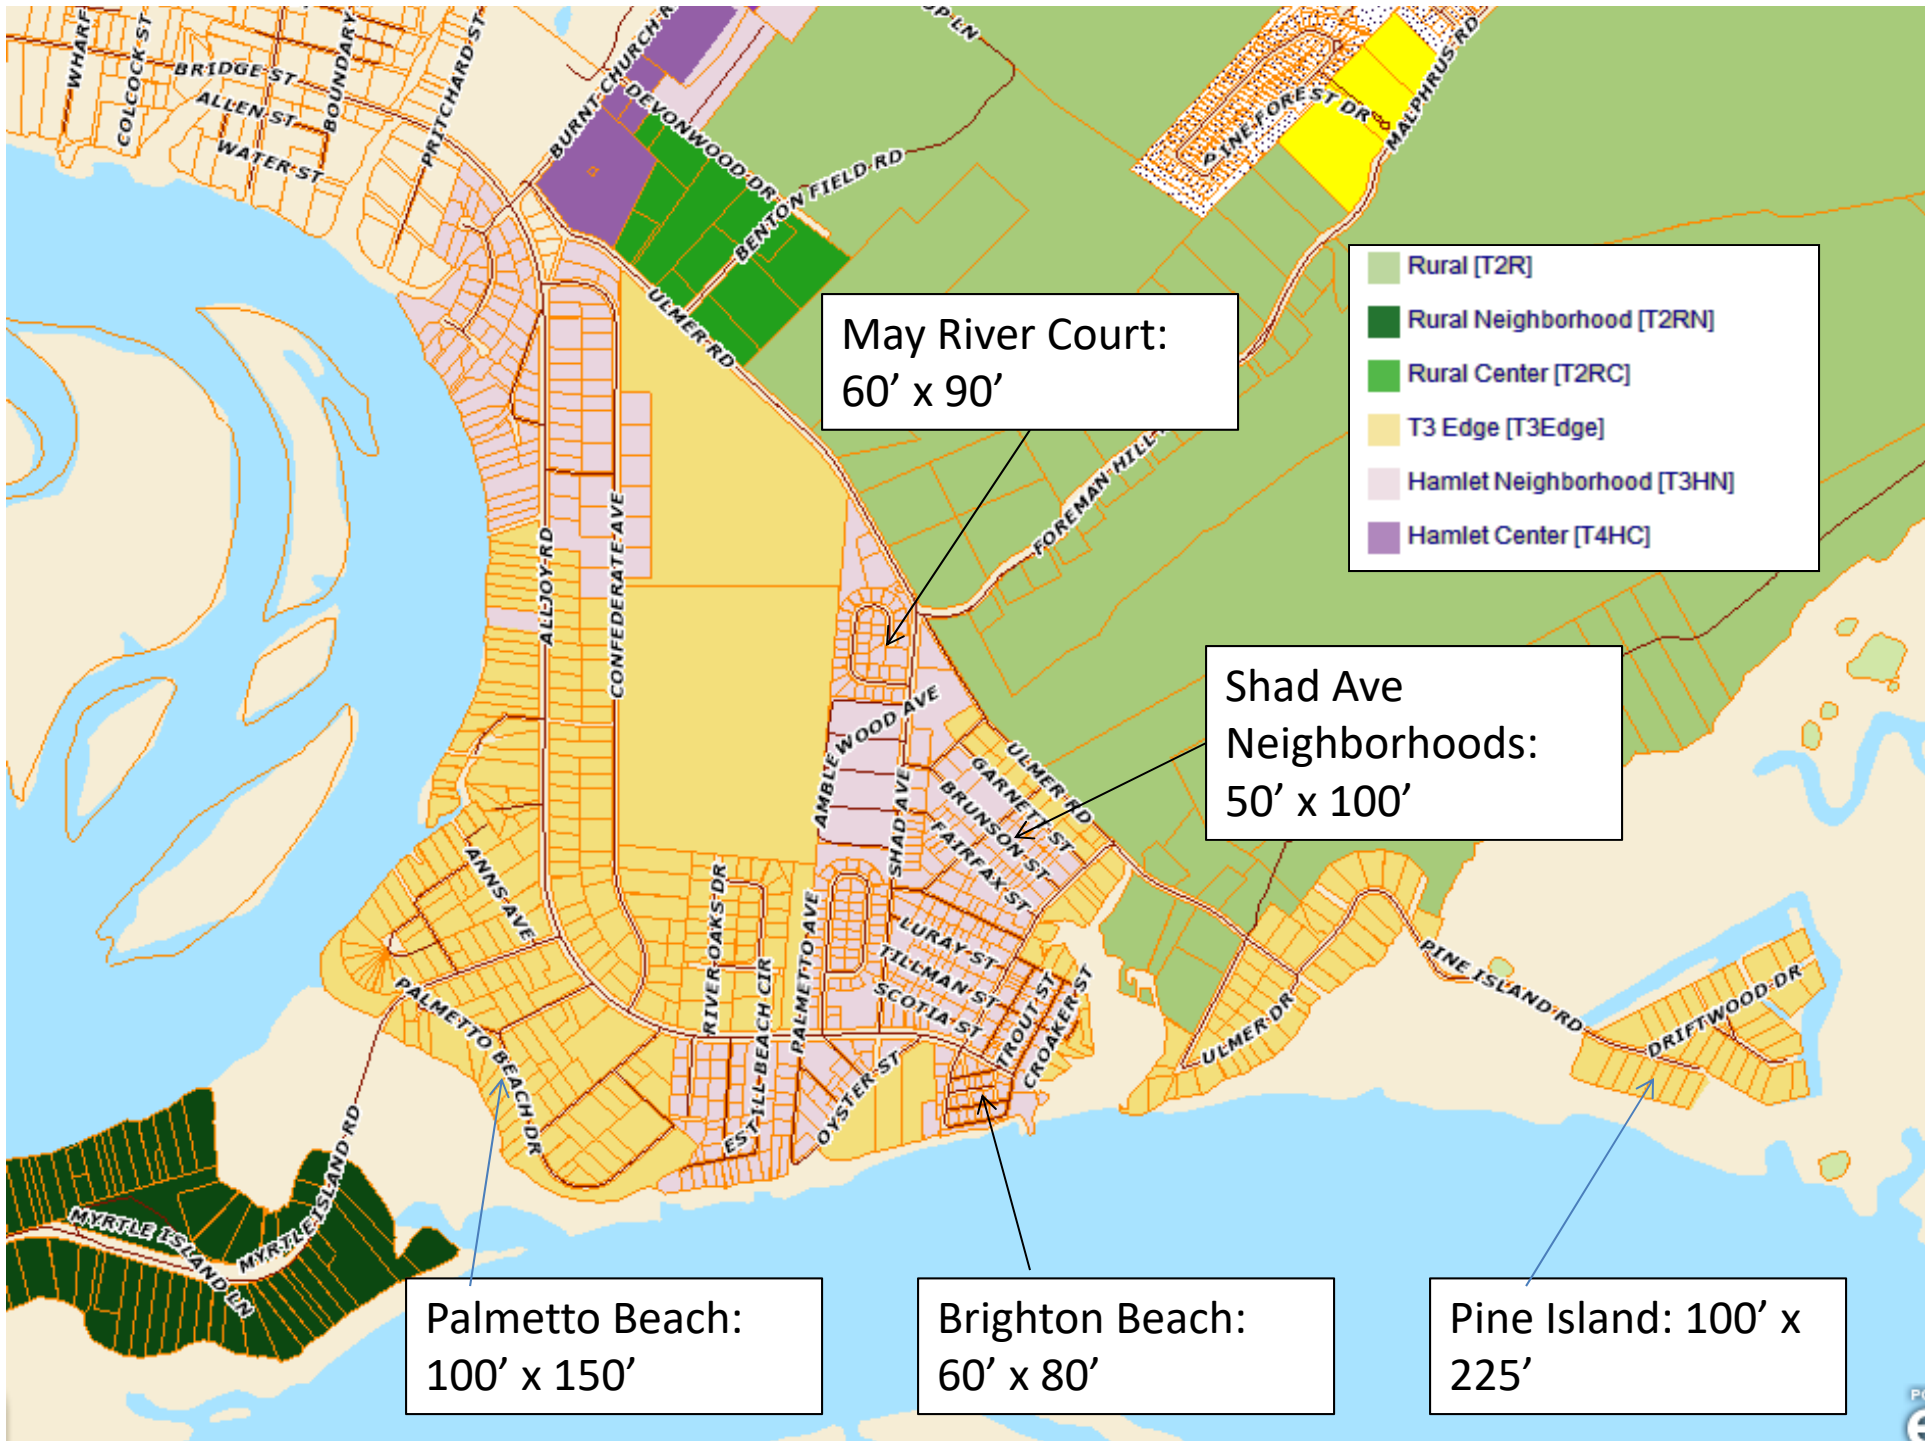 WHARF
COLCOCK ST
BRIDGE ST
ALLEN ST
WATER ST
BOUNDARY
PRITCHARD ST
BURNT CHURCH R
DEVONWOOD DR
BENTON FIELD RD
OP LN
PINE FOREST DR
MALPHRUS RD
ULMER RD
Rural [T2R]
Rural Neighborhood [T2RN]
Rural Center [T2RC]
T3 Edge [T3Edge]
Hamlet Neighborhood [T3HN]
Hamlet Center [T4HC]
May River Court:
60’ x 90’
FOREMAN HILL
ALLJOY RD
CONFEDERATE AVE
Shad Ave
Neighborhoods:
50’ x 100’
AMBLEWOOD AVE
SHAD AVE
ULMER RD
GARNETT ST
BRUNSON ST
FAIRFAX ST
ANNS AVE
RIVER OAKS DR
PALMETTO AVE
LURAY ST
TILLMAN ST
SCOTIA ST
TROUT ST
CROAKER ST
PALMETTO BEACH DR
ESTILL BEACH CIR
OYSTER ST
ULMER DR
PINE ISLAND RD
DRIFTWOOD DR
MYRTLE ISLAND RD
MYRTLE ISLAND LN
Palmetto Beach:
100’ x 150’
Brighton Beach:
60’ x 80’
Pine Island: 100’ x
225’